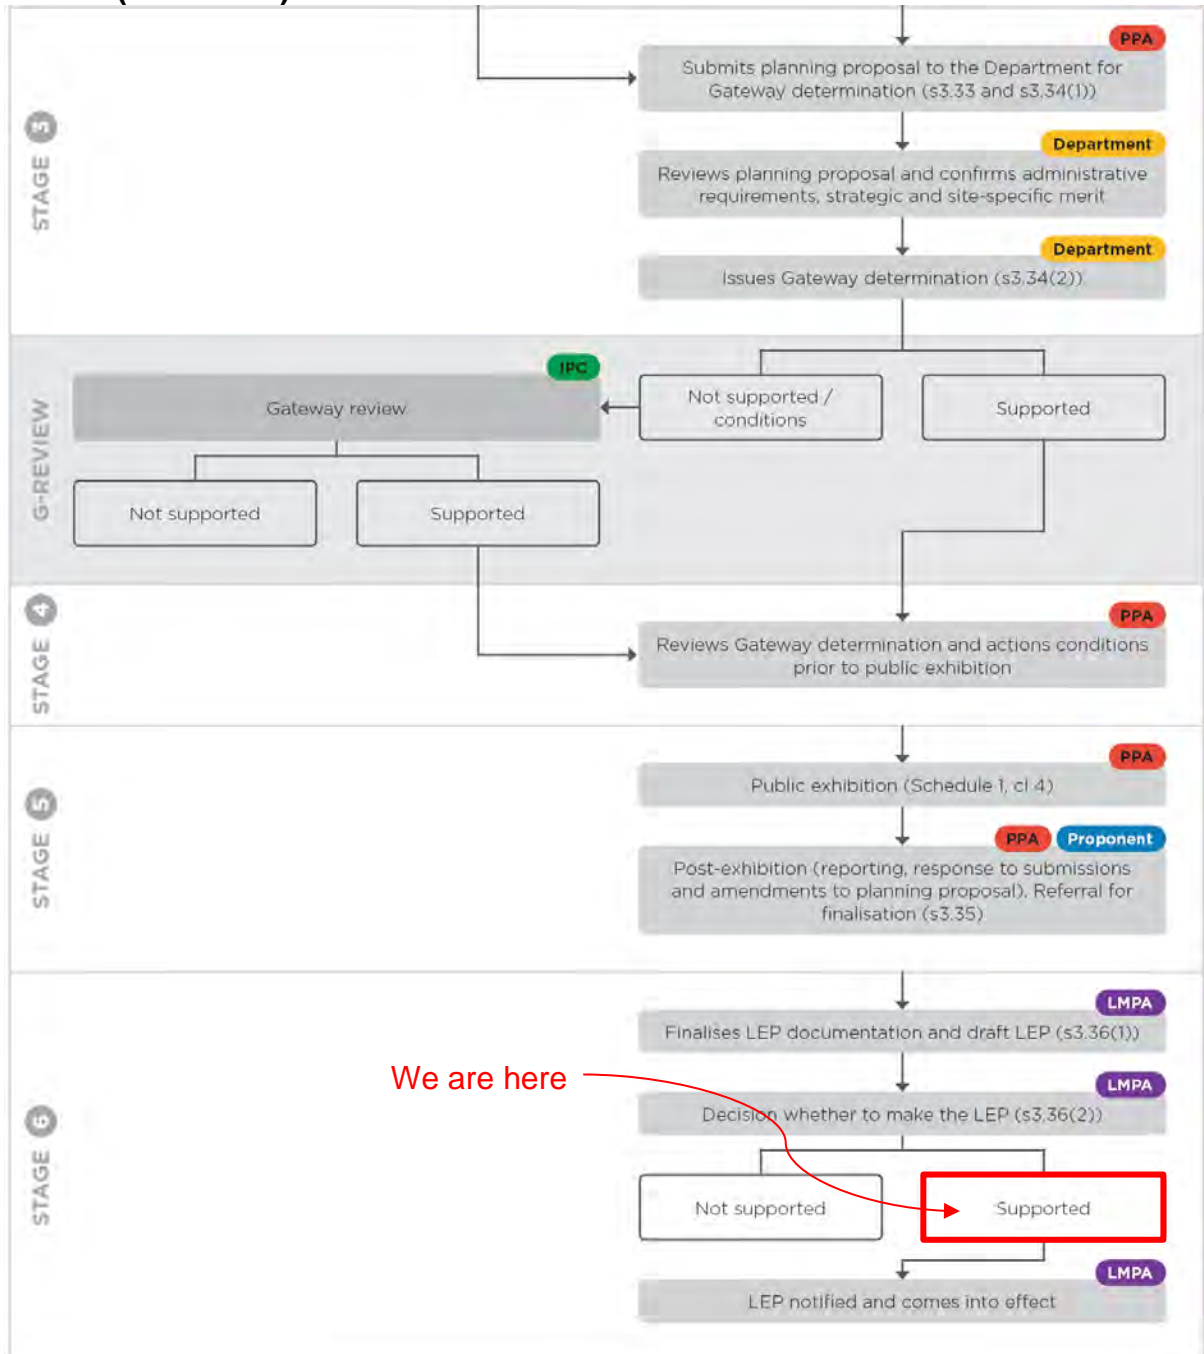 PPA
Submits planning proposal to the Department for
Gateway determination (s3.33 and s3.34(1))
STAGE 3
Department
Reviews planning proposal and confirms administrative
requirements, strategic and site-specific merit
Department
Issues Gateway determination (s3.34(2))
G-REVIEW
IPC
Gateway review
Not supported /
conditions
Supported
Not supported
Supported
STAGE 4
PPA
Reviews Gateway determination and actions conditions
prior to public exhibition
STAGE 5
PPA
Public exhibition (Schedule 1, cl 4)
PPA Proponent
Post-exhibition (reporting, response to submissions
and amendments to planning proposal). Referral for
finalisation (s3.35)
STAGE 6
LMPA
Finalises LEP documentation and draft LEP (s3.36(1))
We are here
LMPA
Decision whether to make the LEP (s3.36(2))
Not supported
Supported
LMPA
LEP notified and comes into effect